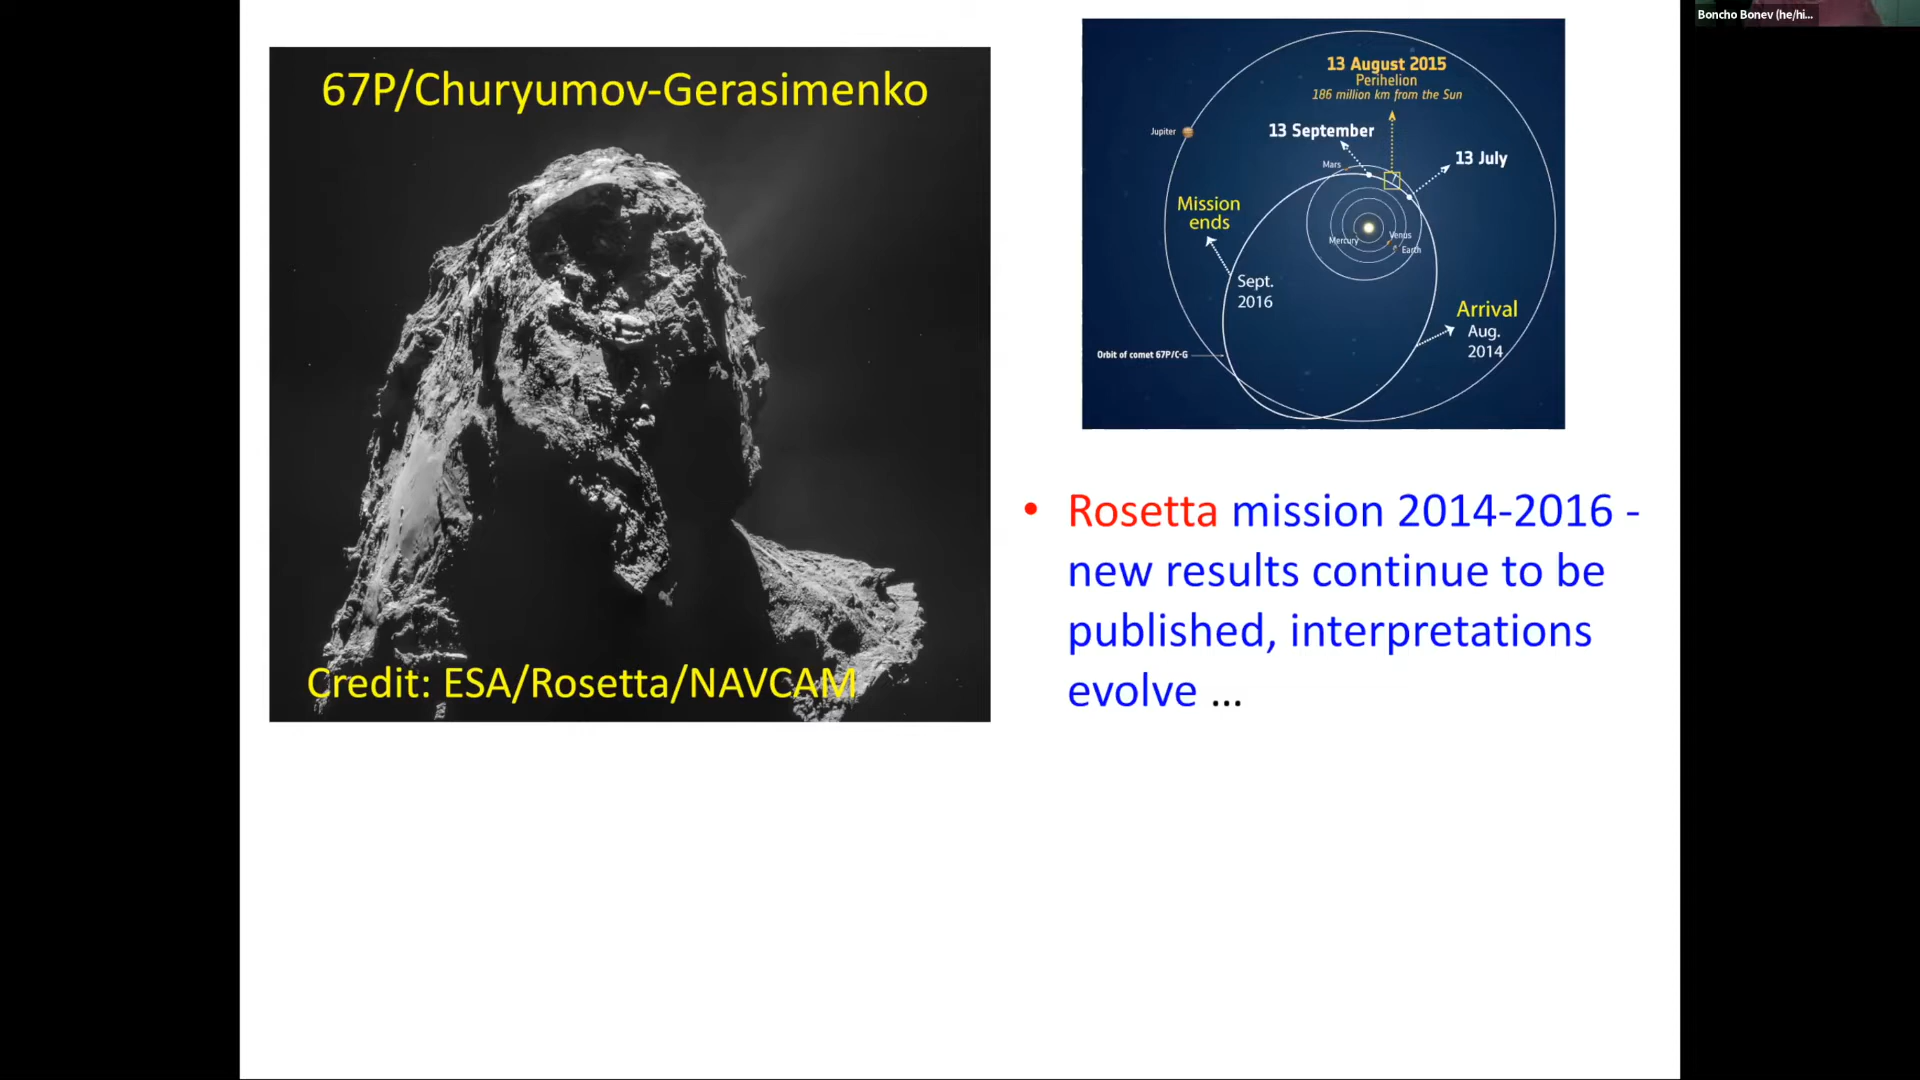 Boncho Bonev (he/hi...
67P/Churyumov-Gerasimenko
Credit: ESA/Rosetta/NAVCAM
13 August 2015
Perihelion
186 million km from the Sun
Jupiter
13 September
13 July
Mars
Mission
ends
Mercury
Venus
Earth
Sept.
2016
Arrival
Aug.
2014
Orbit of comet 67P/C-G
• Rosetta mission 2014-2016 -
new results continue to be
published, interpretations
evolve ...